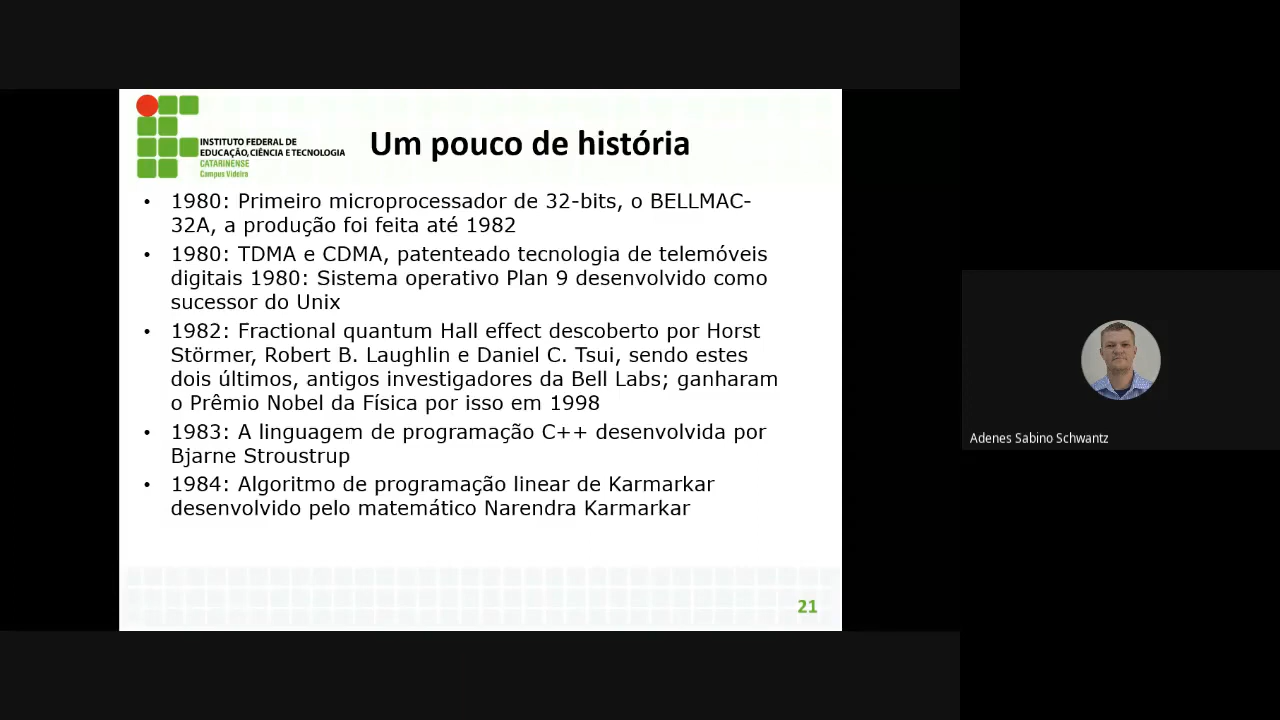 INSTITUTO FEDERAL DE
EDUCAÇÃO, CIÊNCIA E TECNOLOGIA
CATARINENSE
Campus Videira
Um pouco de história
• 1980: Primeiro microprocessador de 32-bits, o BELLMAC-
32A, a produção foi feita até 1982
• 1980: TDMA e CDMA, patenteado tecnologia de telemóveis
digitais 1980: Sistema operativo Plan 9 desenvolvido como
sucessor do Unix
• 1982: Fractional quantum Hall effect descoberto por Horst
Störmer, Robert B. Laughlin e Daniel C. Tsui, sendo estes
dois últimos, antigos investigadores da Bell Labs; ganharam
o Prêmio Nobel da Física por isso em 1998
• 1983: A linguagem de programação C++ desenvolvida por
Bjarne Stroustrup
• 1984: Algoritmo de programação linear de Karmarkar
desenvolvido pelo matemático Narendra Karmarkar
21
Adenes Sabino Schwantz